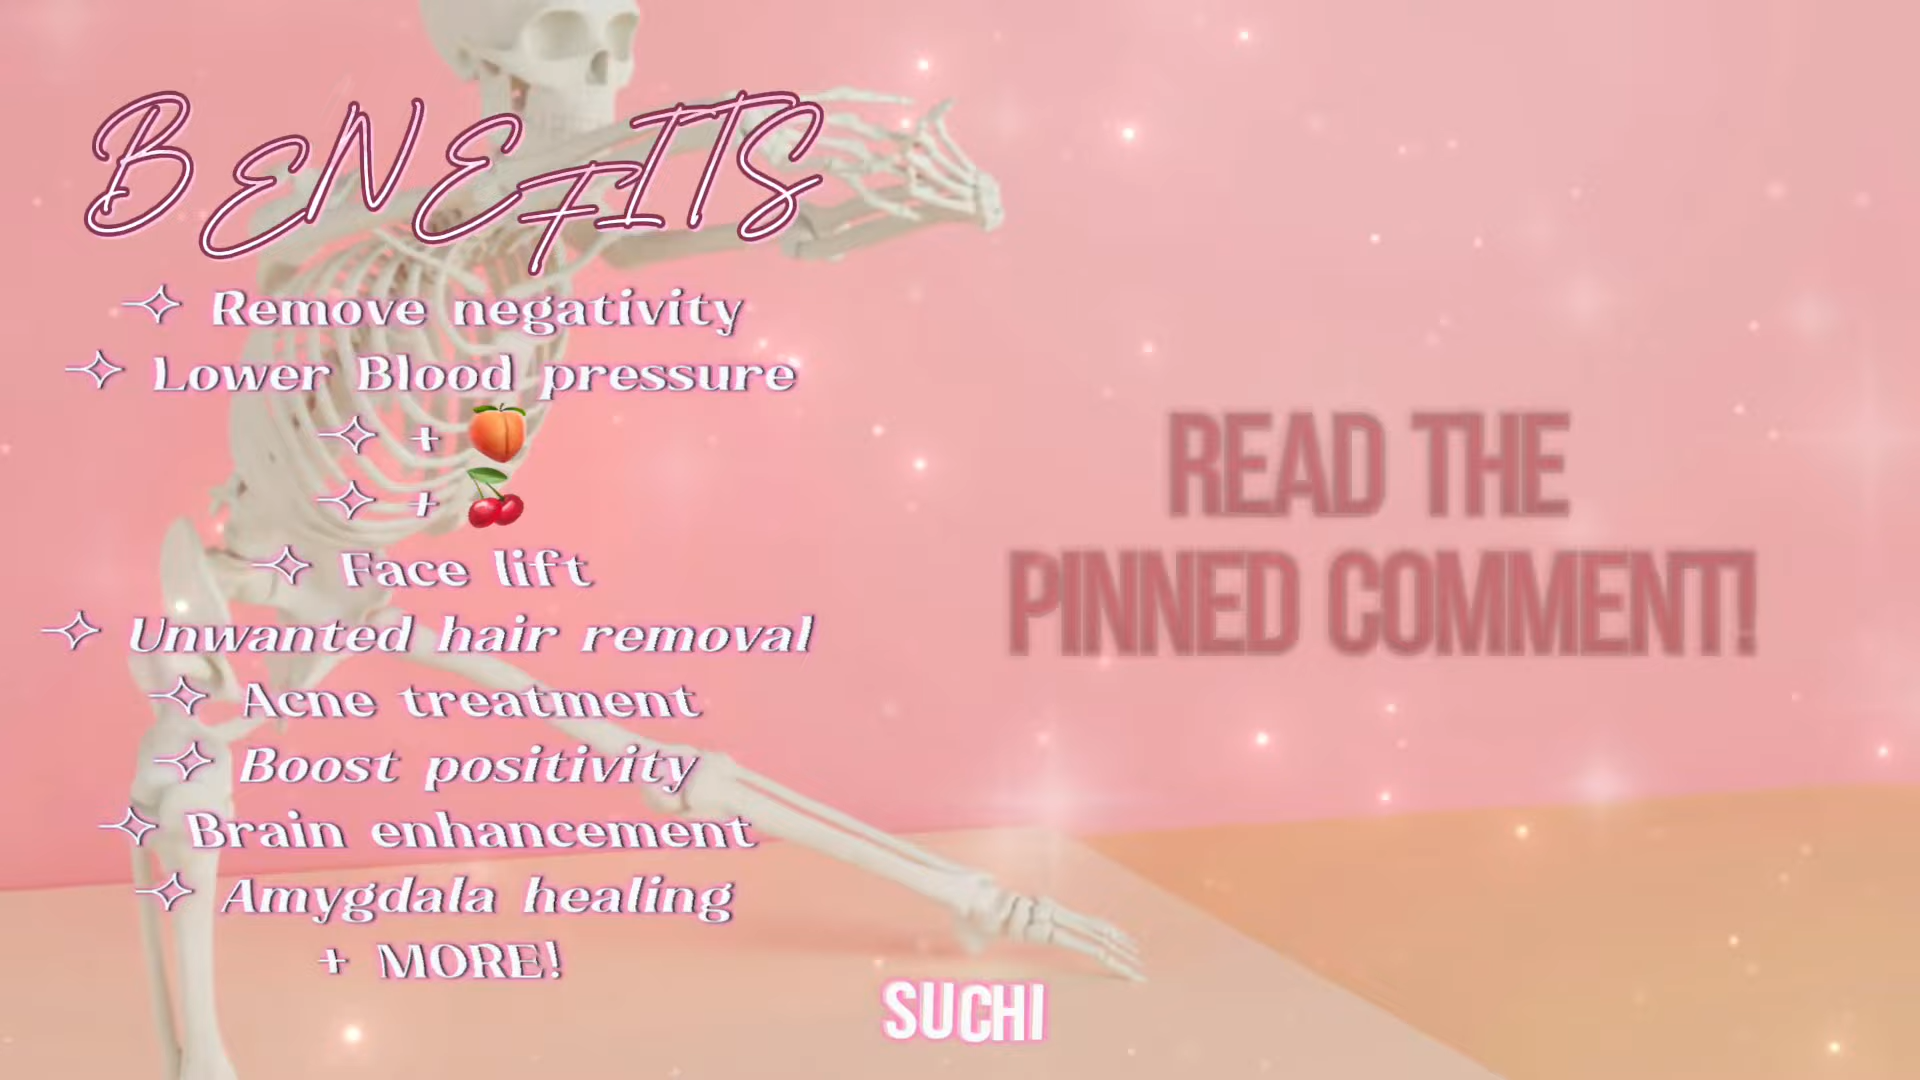 BENEFITS
✧ Remove negativity
✧ Lower Blood pressure
✧ + 🍑
✧ + 🍒
✧ Face lift
✧ Unwanted hair removal
✧ Acne treatment
✧ Boost positivity
✧ Brain enhancement
✧ Amygdala healing
+ MORE!
READ THE
PINNED COMMENT!
SUCHI